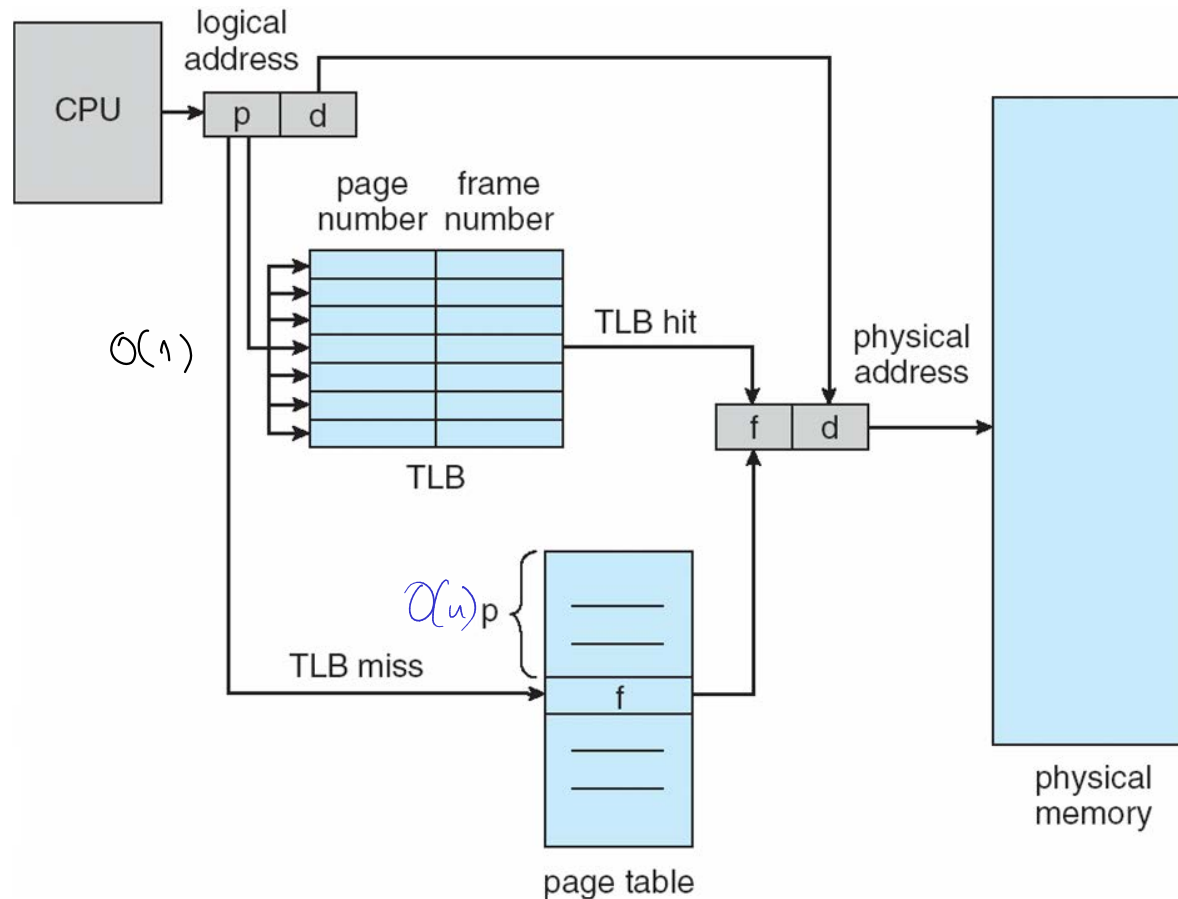 logical
address
CPU
p
d
page
number
frame
number
TLB hit
O(1)
physical
address
f
d
TLB
O(n)
p
TLB miss
f
physical
memory
page table